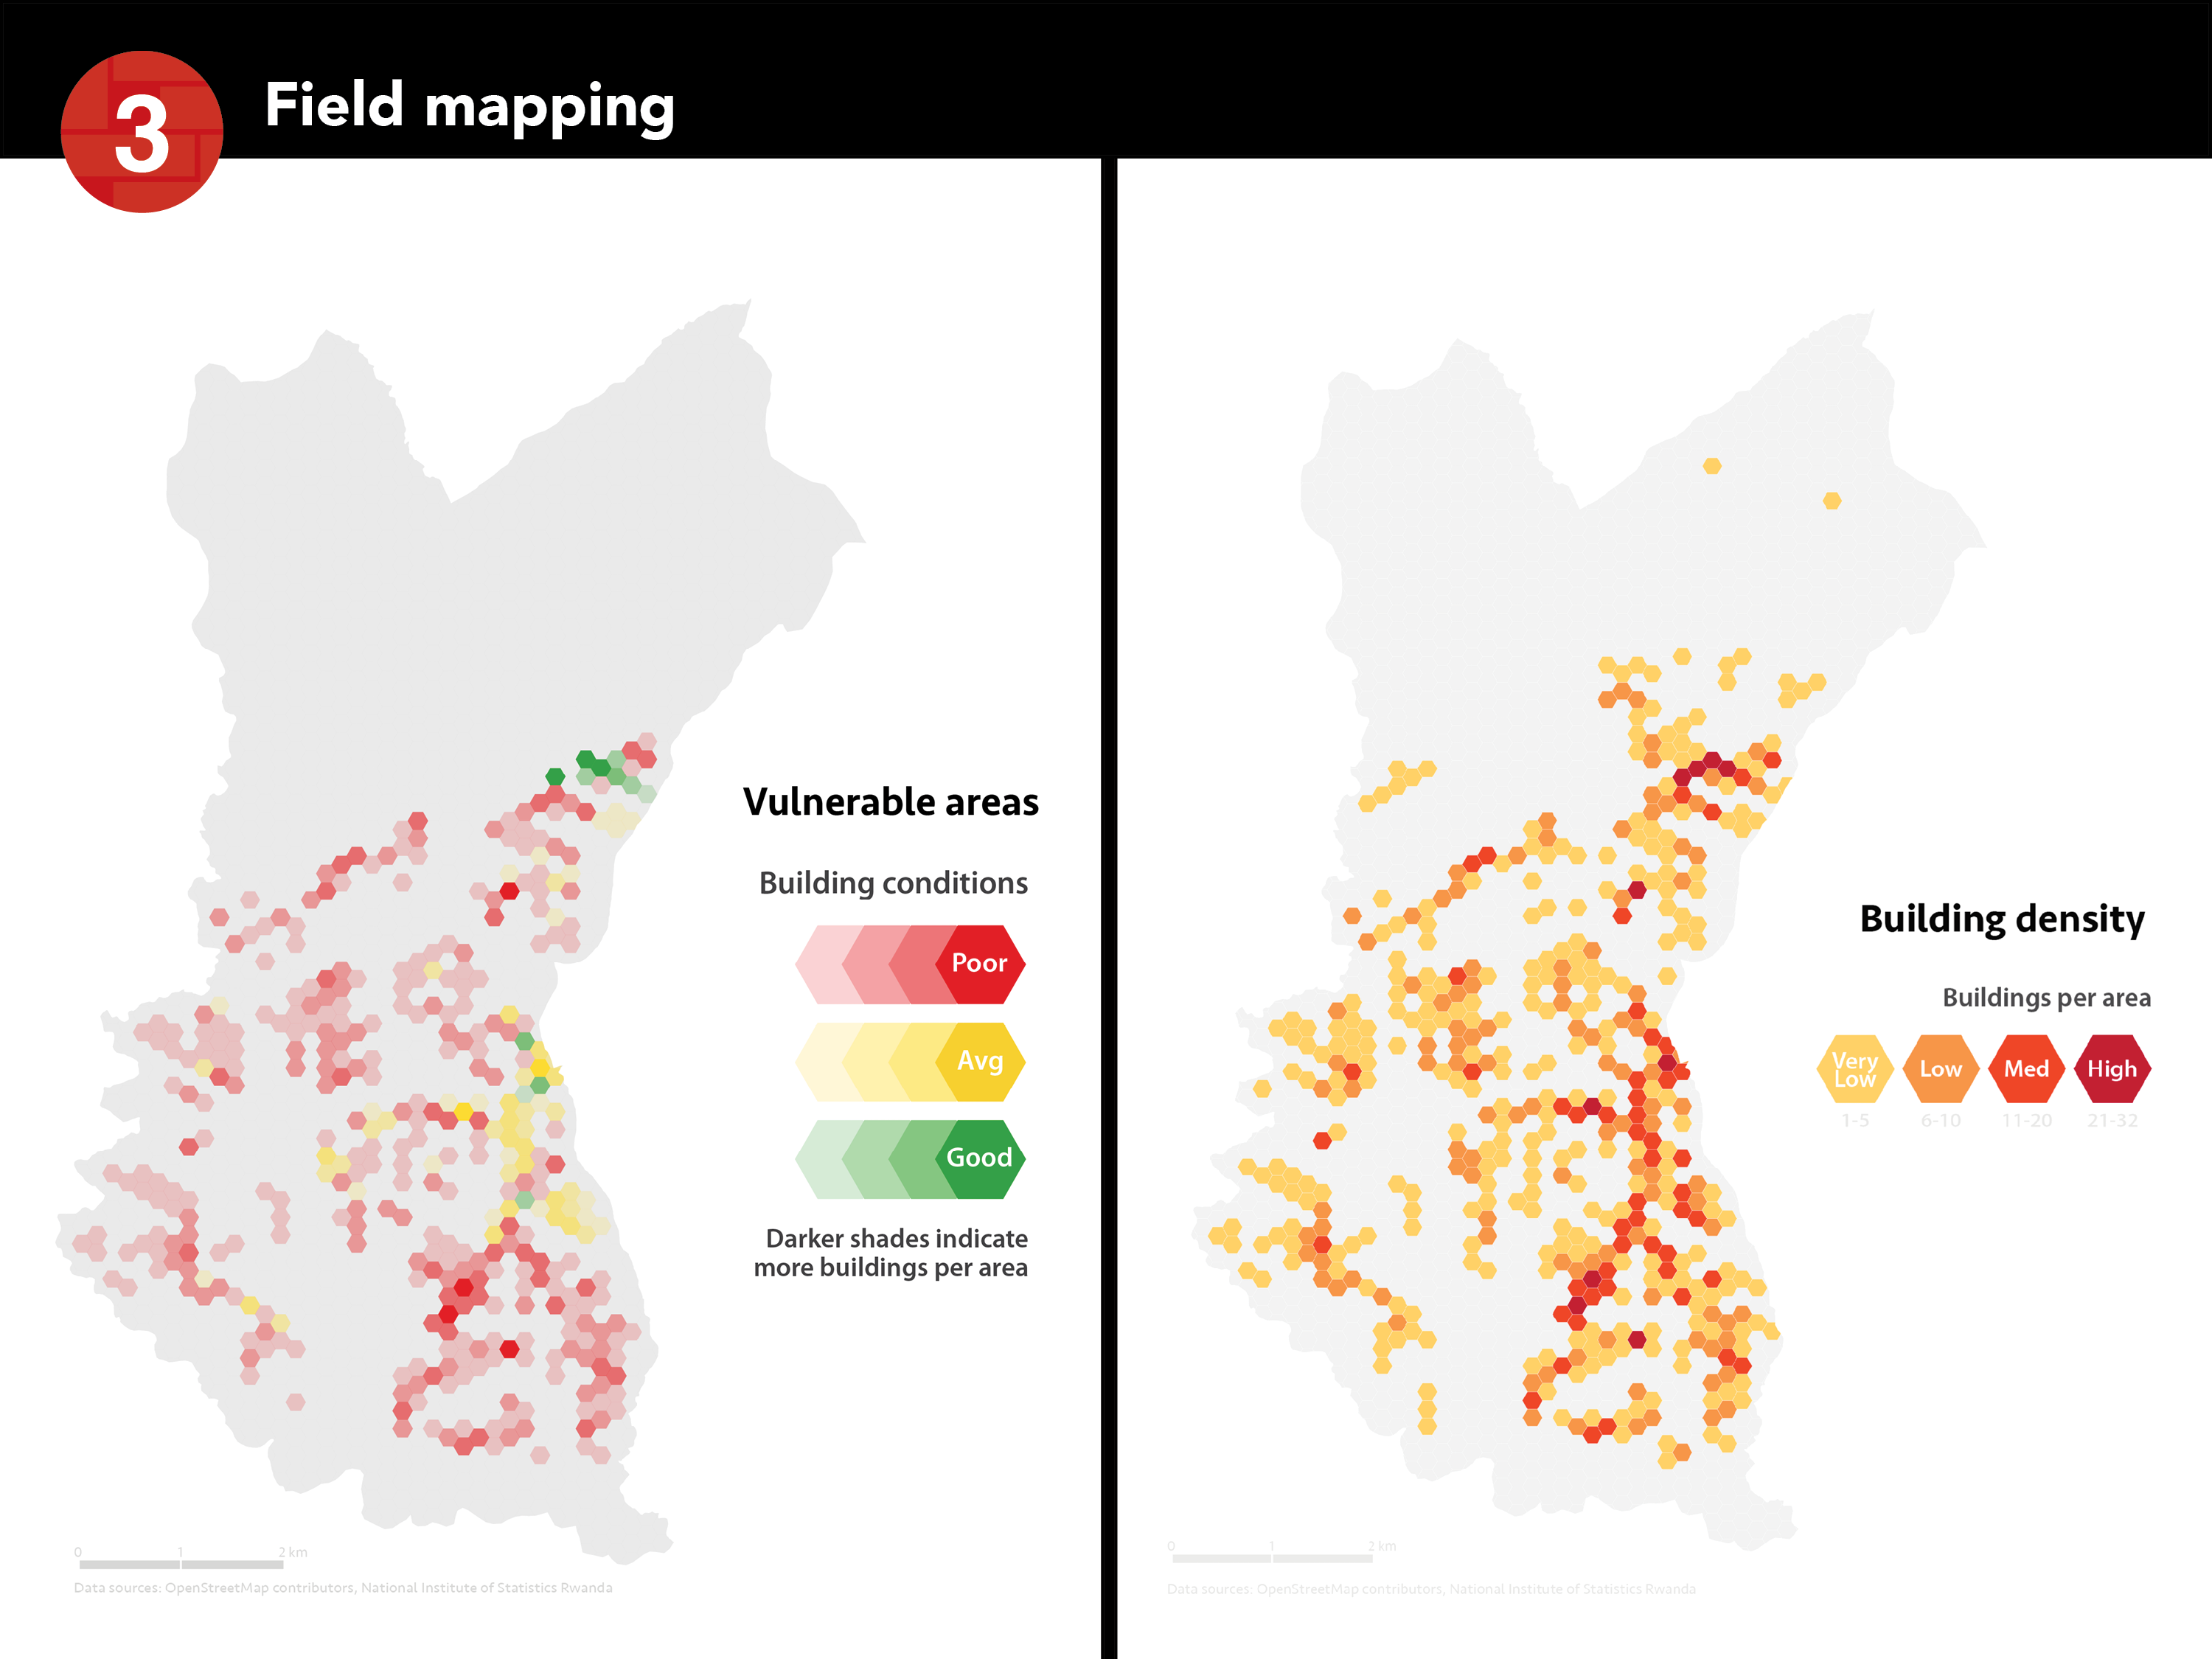 3
Field mapping
Vulnerable areas
Building conditions
Poor
Avg
Good
Darker shades indicate
more buildings per area
0 1 2 km
Data sources: OpenStreetMap contributors, National Institute of Statistics Rwanda
Building density
Buildings per area
Very
Low
Low
Med
High
1-5
6-10
11-20
21-32
0 1 2 km
Data sources: OpenStreetMap contributors, National Institute of Statistics Rwanda